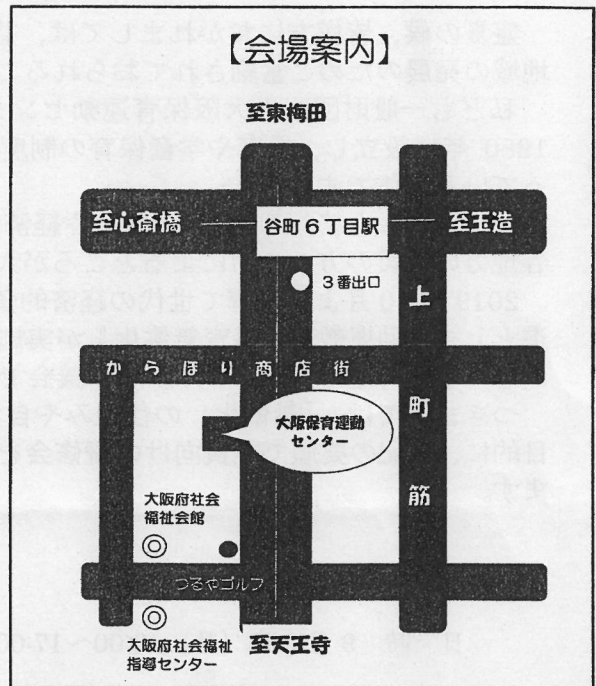 【会場案内】
至東梅田
至心斎橋
谷町6丁目駅
至玉造
3番出口
上町筋
からほり商店街
大阪保育運動
センター
大阪府社会
福祉会館
つるやゴルフ
大阪府社会福祉
指導センター
至天王寺